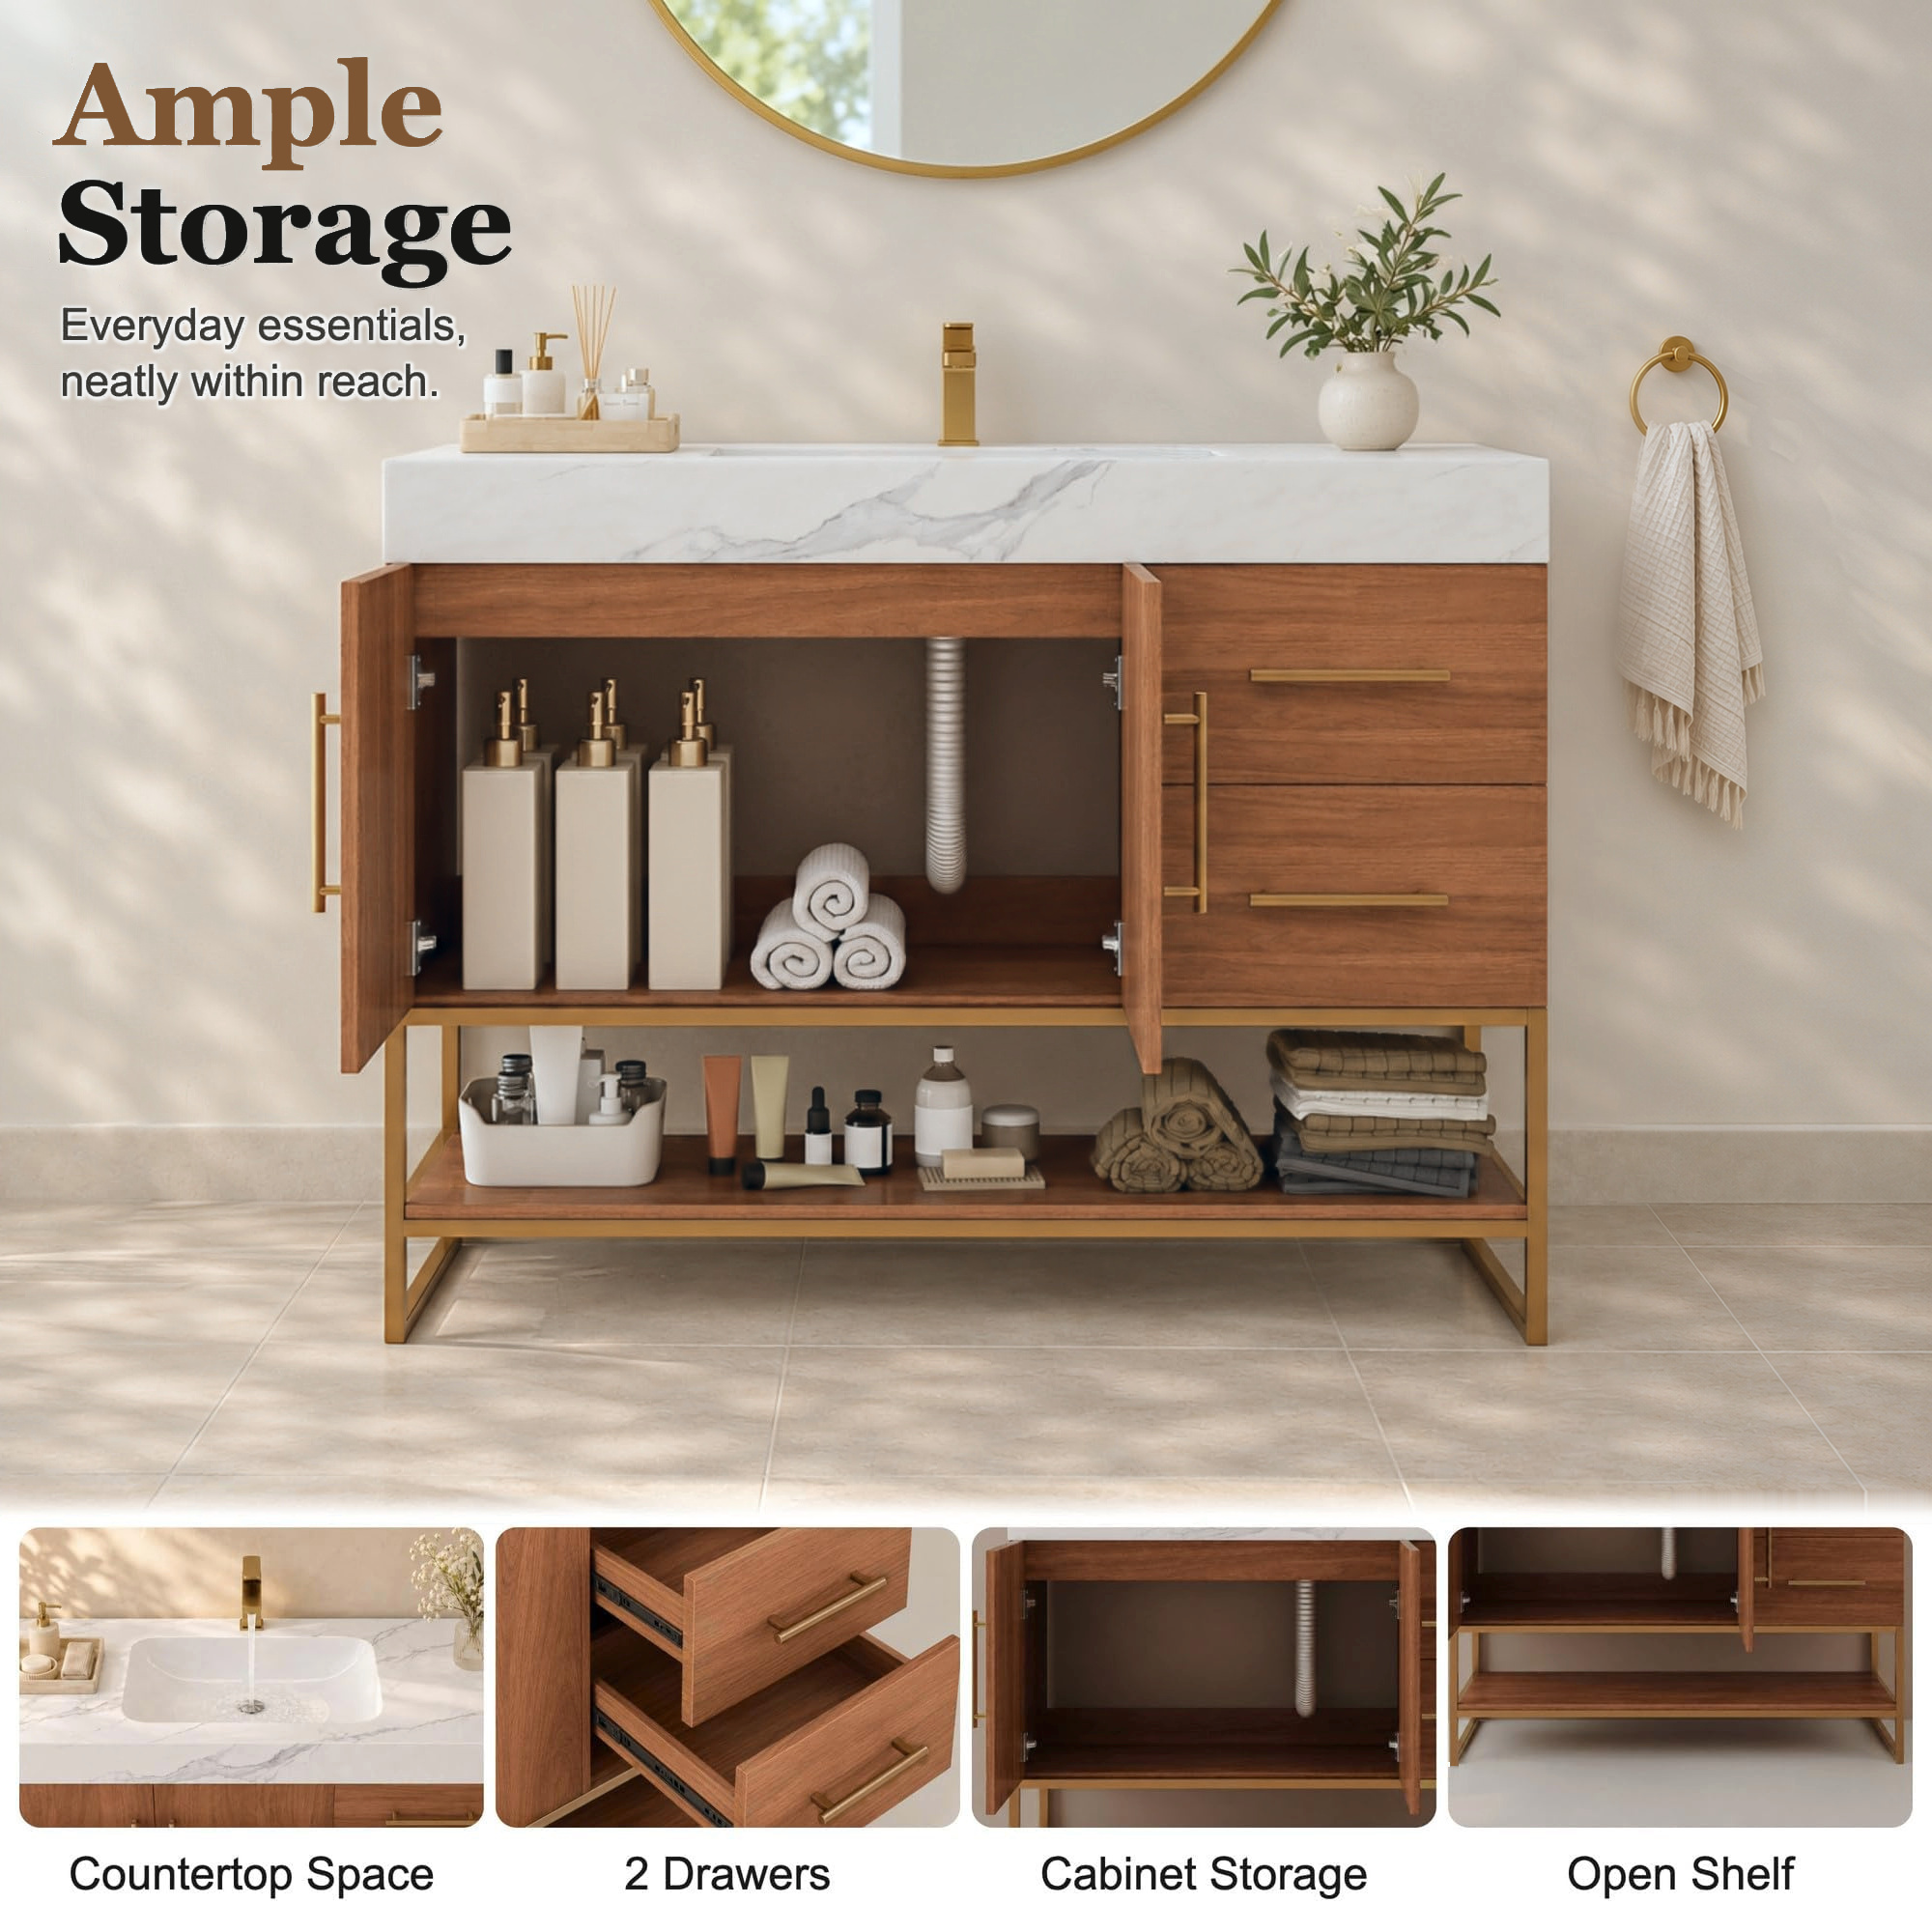 Ample
Storage
Everyday essentials,
neatly within reach.
Countertop Space
2 Drawers
Cabinet Storage
Open Shelf